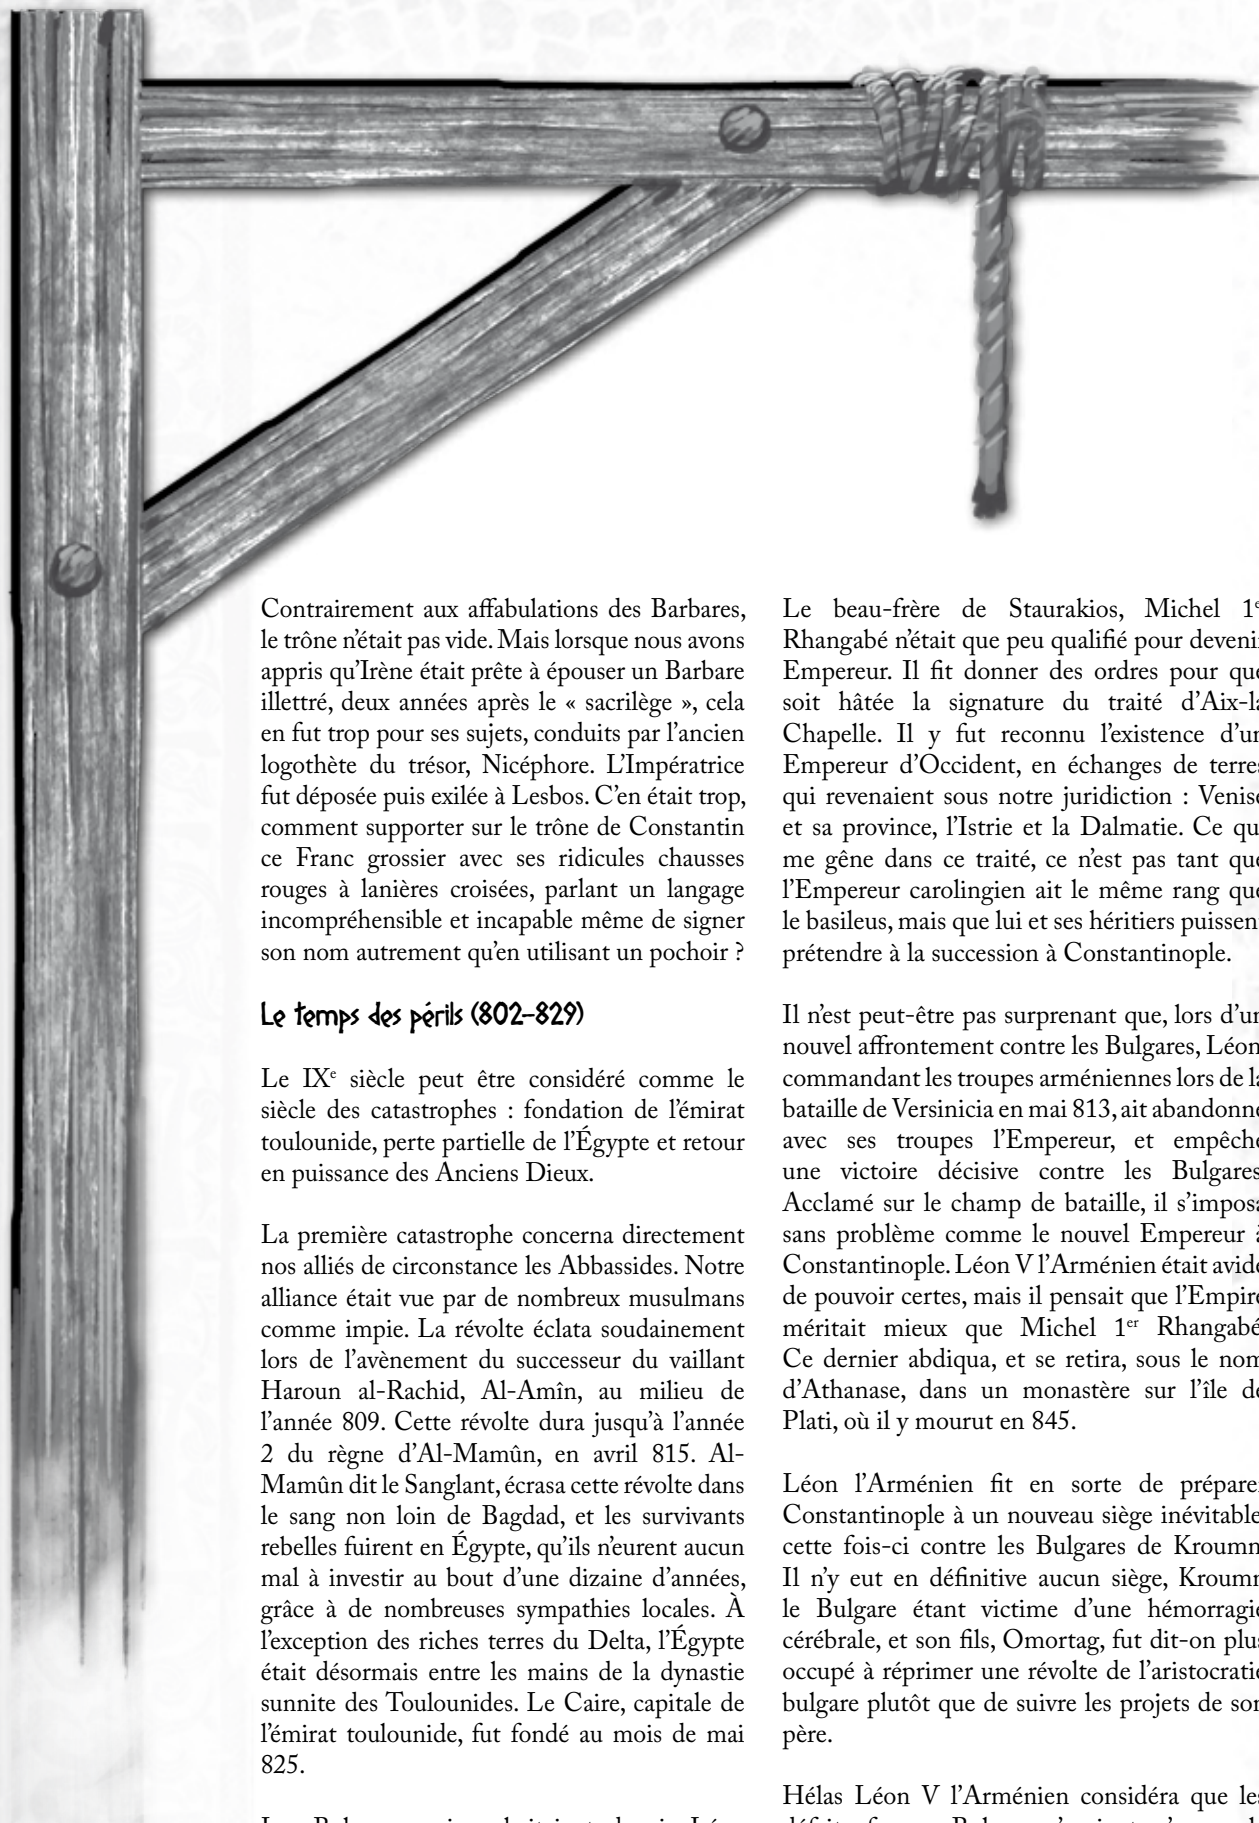 Contrairement aux affabulations des Barbares,
le trône n'était pas vide. Mais lorsque nous avons
appris qu'Irène était prête à épouser un Barbare
illettré, deux années après le « sacrilège », cela
en fut trop pour ses sujets, conduits par l'ancien
logothète du trésor, Nicéphore. L'Impératrice
fut déposée puis exilée à Lesbos. C'en était trop,
comment supporter sur le trône de Constantin
ce Franc grossier avec ses ridicules chausses
rouges à lanières croisées, parlant un langage
incompréhensible et incapable même de signer
son nom autrement qu'en utilisant un pochoir ?
Le temps des périls (802–829)
Le IXe siècle peut être considéré comme le
siècle des catastrophes : fondation de l'émirat
toulounide, perte partielle de l'Égypte et retour
en puissance des Anciens Dieux.
La première catastrophe concerna directement
nos alliés de circonstance les Abbassides. Notre
alliance était vue par de nombreux musulmans
comme impie. La révolte éclata soudainement
lors de l'avènement du successeur du vaillant
Haroun al-Rachid, Al-Amîn, au milieu de
l'année 809. Cette révolte dura jusqu'à l'année
2 du règne d'Al-Mamûn, en avril 815. Al-
Mamûn dit le Sanglant, écrasa cette révolte dans
le sang non loin de Bagdad, et les survivants
rebelles fuirent en Égypte, qu'ils n'eurent aucun
mal à investir au bout d'une dizaine d'années,
grâce à de nombreuses sympathies locales. À
l'exception des riches terres du Delta, l'Égypte
était désormais entre les mains de la dynastie
sunnite des Toulounides. Le Caire, capitale de
l'émirat toulounide, fut fondé au mois de mai
825.
Le beau-frère de Staurakios, Michel 1e
Rhangabé n'était que peu qualifié pour devenir
Empereur. Il fit donner des ordres pour que
soit hâtée la signature du traité d'Aix-la
Chapelle. Il y fut reconnu l'existence d'un
Empereur d'Occident, en échanges de terres
qui revenaient sous notre juridiction : Venise
et sa province, l'Istrie et la Dalmatie. Ce qui
me gêne dans ce traité, ce n'est pas tant que
l'Empereur carolingien ait le même rang que
le basileus, mais que lui et ses héritiers puissent
prétendre à la succession à Constantinople.
Il n'est peut-être pas surprenant que, lors d'un
nouvel affrontement contre les Bulgares, Léon
commandant les troupes arméniennes lors de la
bataille de Versinicia en mai 813, ait abandonné
avec ses troupes l'Empereur, et empêché
une victoire décisive contre les Bulgares
Acclamé sur le champ de bataille, il s'imposa
sans problème comme le nouvel Empereur à
Constantinople. Léon V l'Arménien était avide
de pouvoir certes, mais il pensait que l'Empire
méritait mieux que Michel 1er Rhangabé
Ce dernier abdiqua, et se retira, sous le nom
d'Athanase, dans un monastère sur l'île de
Plati, où il y mourut en 845.
Léon l'Arménien fit en sorte de préparer
Constantinople à un nouveau siège inévitable
cette fois-ci contre les Bulgares de Kroumn
Il n'y eut en définitive aucun siège, Kroumn
le Bulgare étant victime d'une hémorragie
cérébrale, et son fils, Omortag, fut dit-on plus
occupé à réprimer une révolte de l'aristocratie
bulgare plutôt que de suivre les projets de son
père.
Hélas Léon V l'Arménien considéra que les